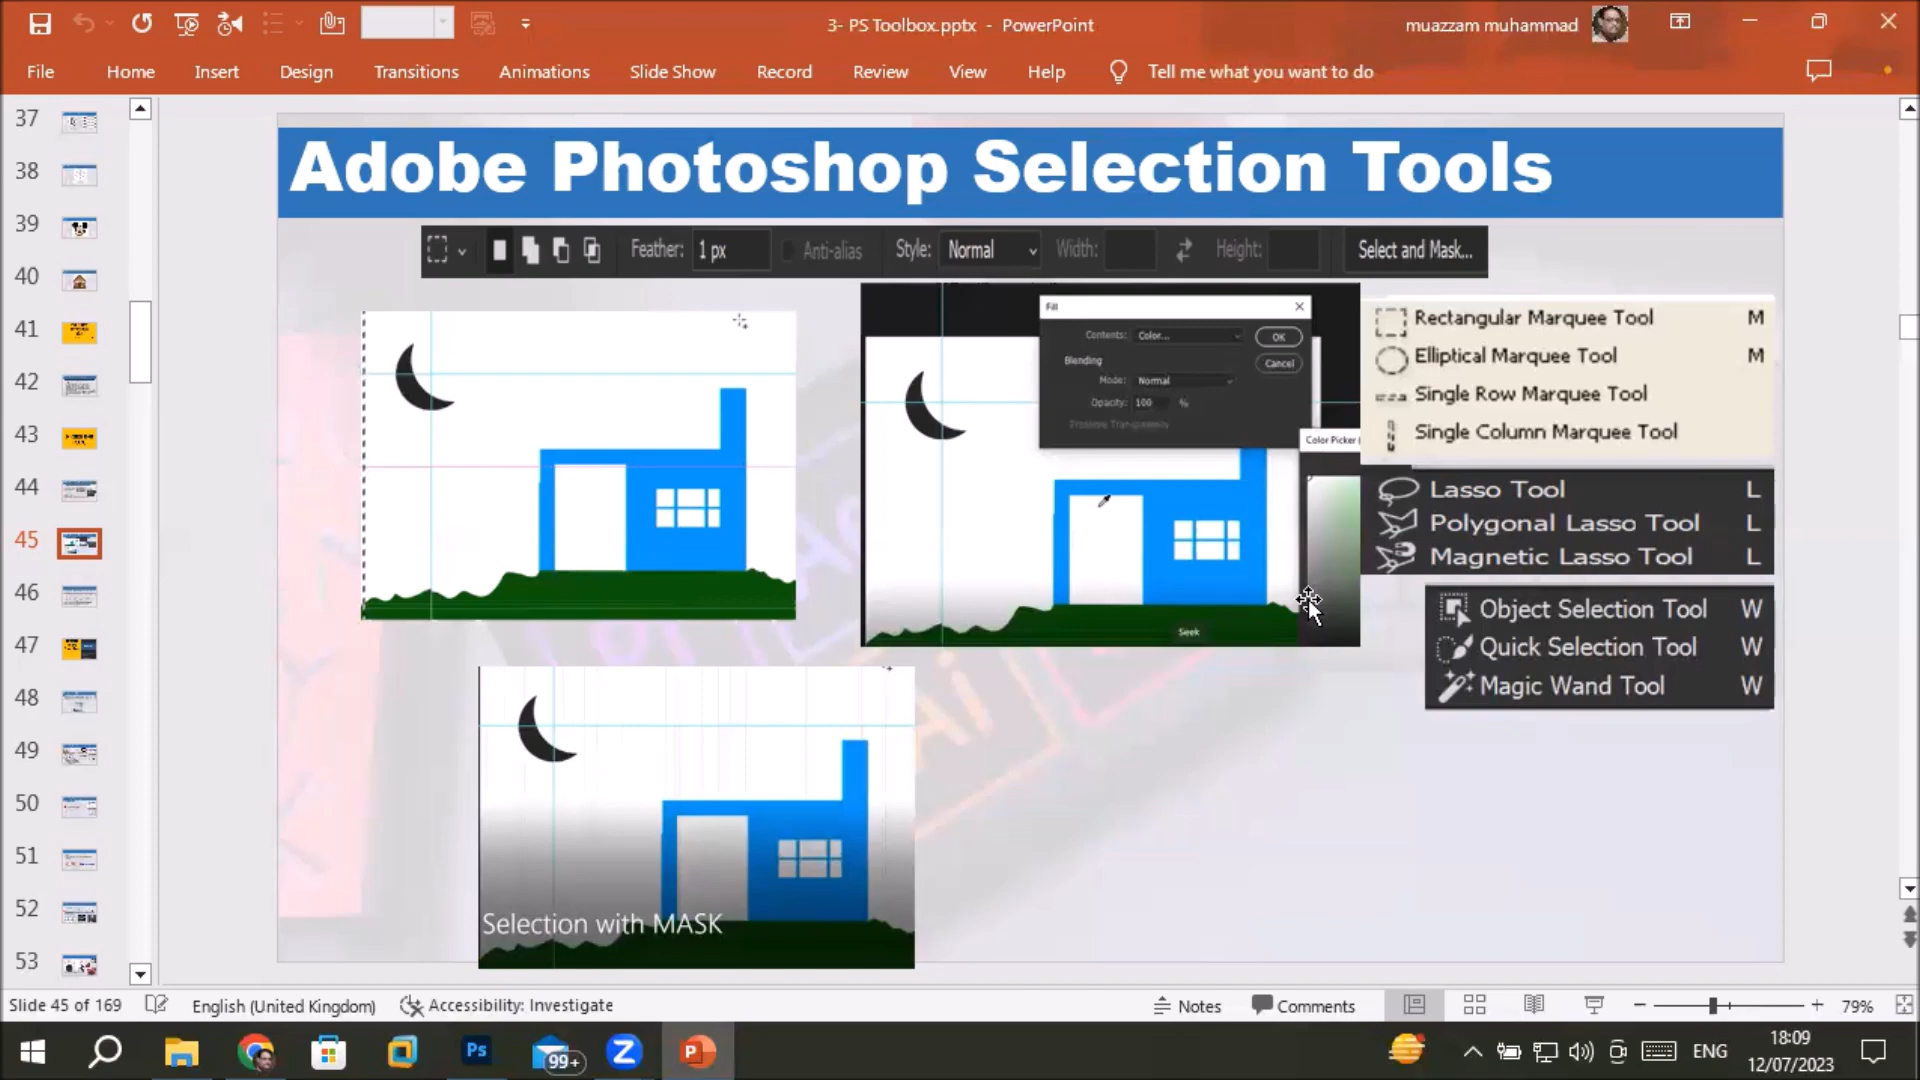 3- PS Toolbox.pptx - PowerPoint
muazzam muhammad
File Home Insert Design Transitions Animations Slide Show Record Review View Help Tell me what you want to do
37
38
39
40
41
42
43
44
45
46
47
48
49
50
51
52
53
Adobe Photoshop Selection Tools
Feather: 1 px Anti-alias Style: Normal Width: Height: Select and Mask...
Fill
Contents: Color... OK
Blending Cancel
Mode: Normal
Opacity: 100 %
Preserve Transparency
Color Picker (
Seek
Rectangular Marquee Tool M
Elliptical Marquee Tool M
Single Row Marquee Tool
Single Column Marquee Tool
Lasso Tool L
Polygonal Lasso Tool L
Magnetic Lasso Tool L
Object Selection Tool W
Quick Selection Tool W
Magic Wand Tool W
Selection with MASK
Slide 45 of 169 English (United Kingdom) Accessibility: Investigate Notes Comments 79%
Ps 99+ Z P ENG
18:09
12/07/2023